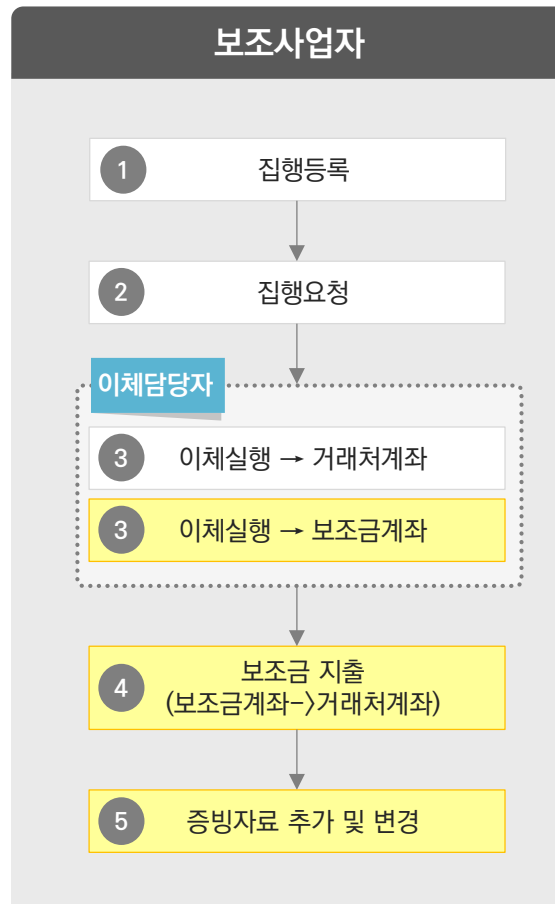 보조사업자
1 집행등록
2 집행요청
이체담당자
3 이체실행 → 거래처계좌
3 이체실행 → 보조금계좌
4 보조금 지출
(보조금계좌->거래처계좌)
5 증빙자료 추가 및 변경